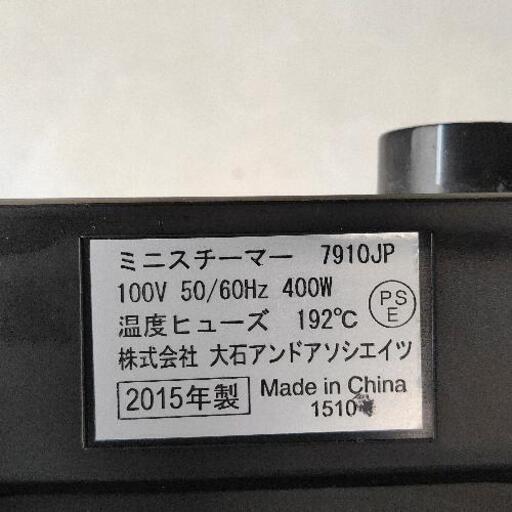 ミニスチーマー 7910JP
100V 50/60Hz 400W
PS
E
温度ヒューズ 192℃
株式会社 大石アンドアソシエイツ
2015年製 Made in China
1510